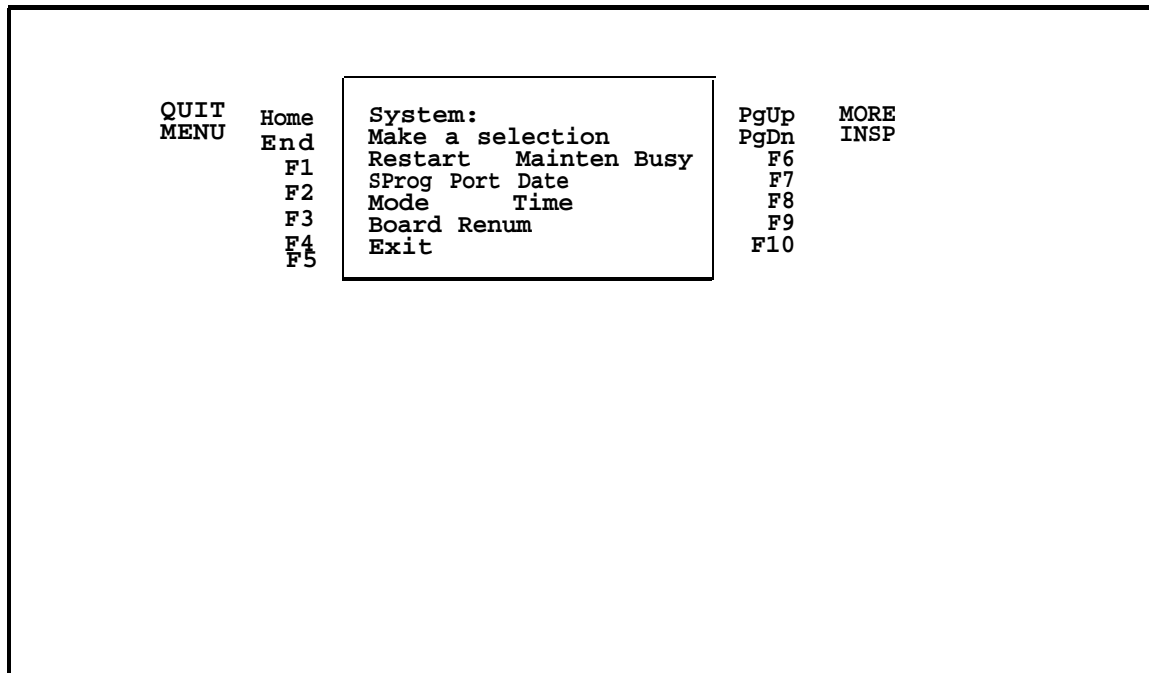 QUIT Home System: PgUp MORE
MENU End Make a selection PgDn INSP
F1 Restart Mainten Busy F6
F2 SProg Port Date F7
F3 Mode Time F8
F4 Board Renum F9
F5 Exit F10